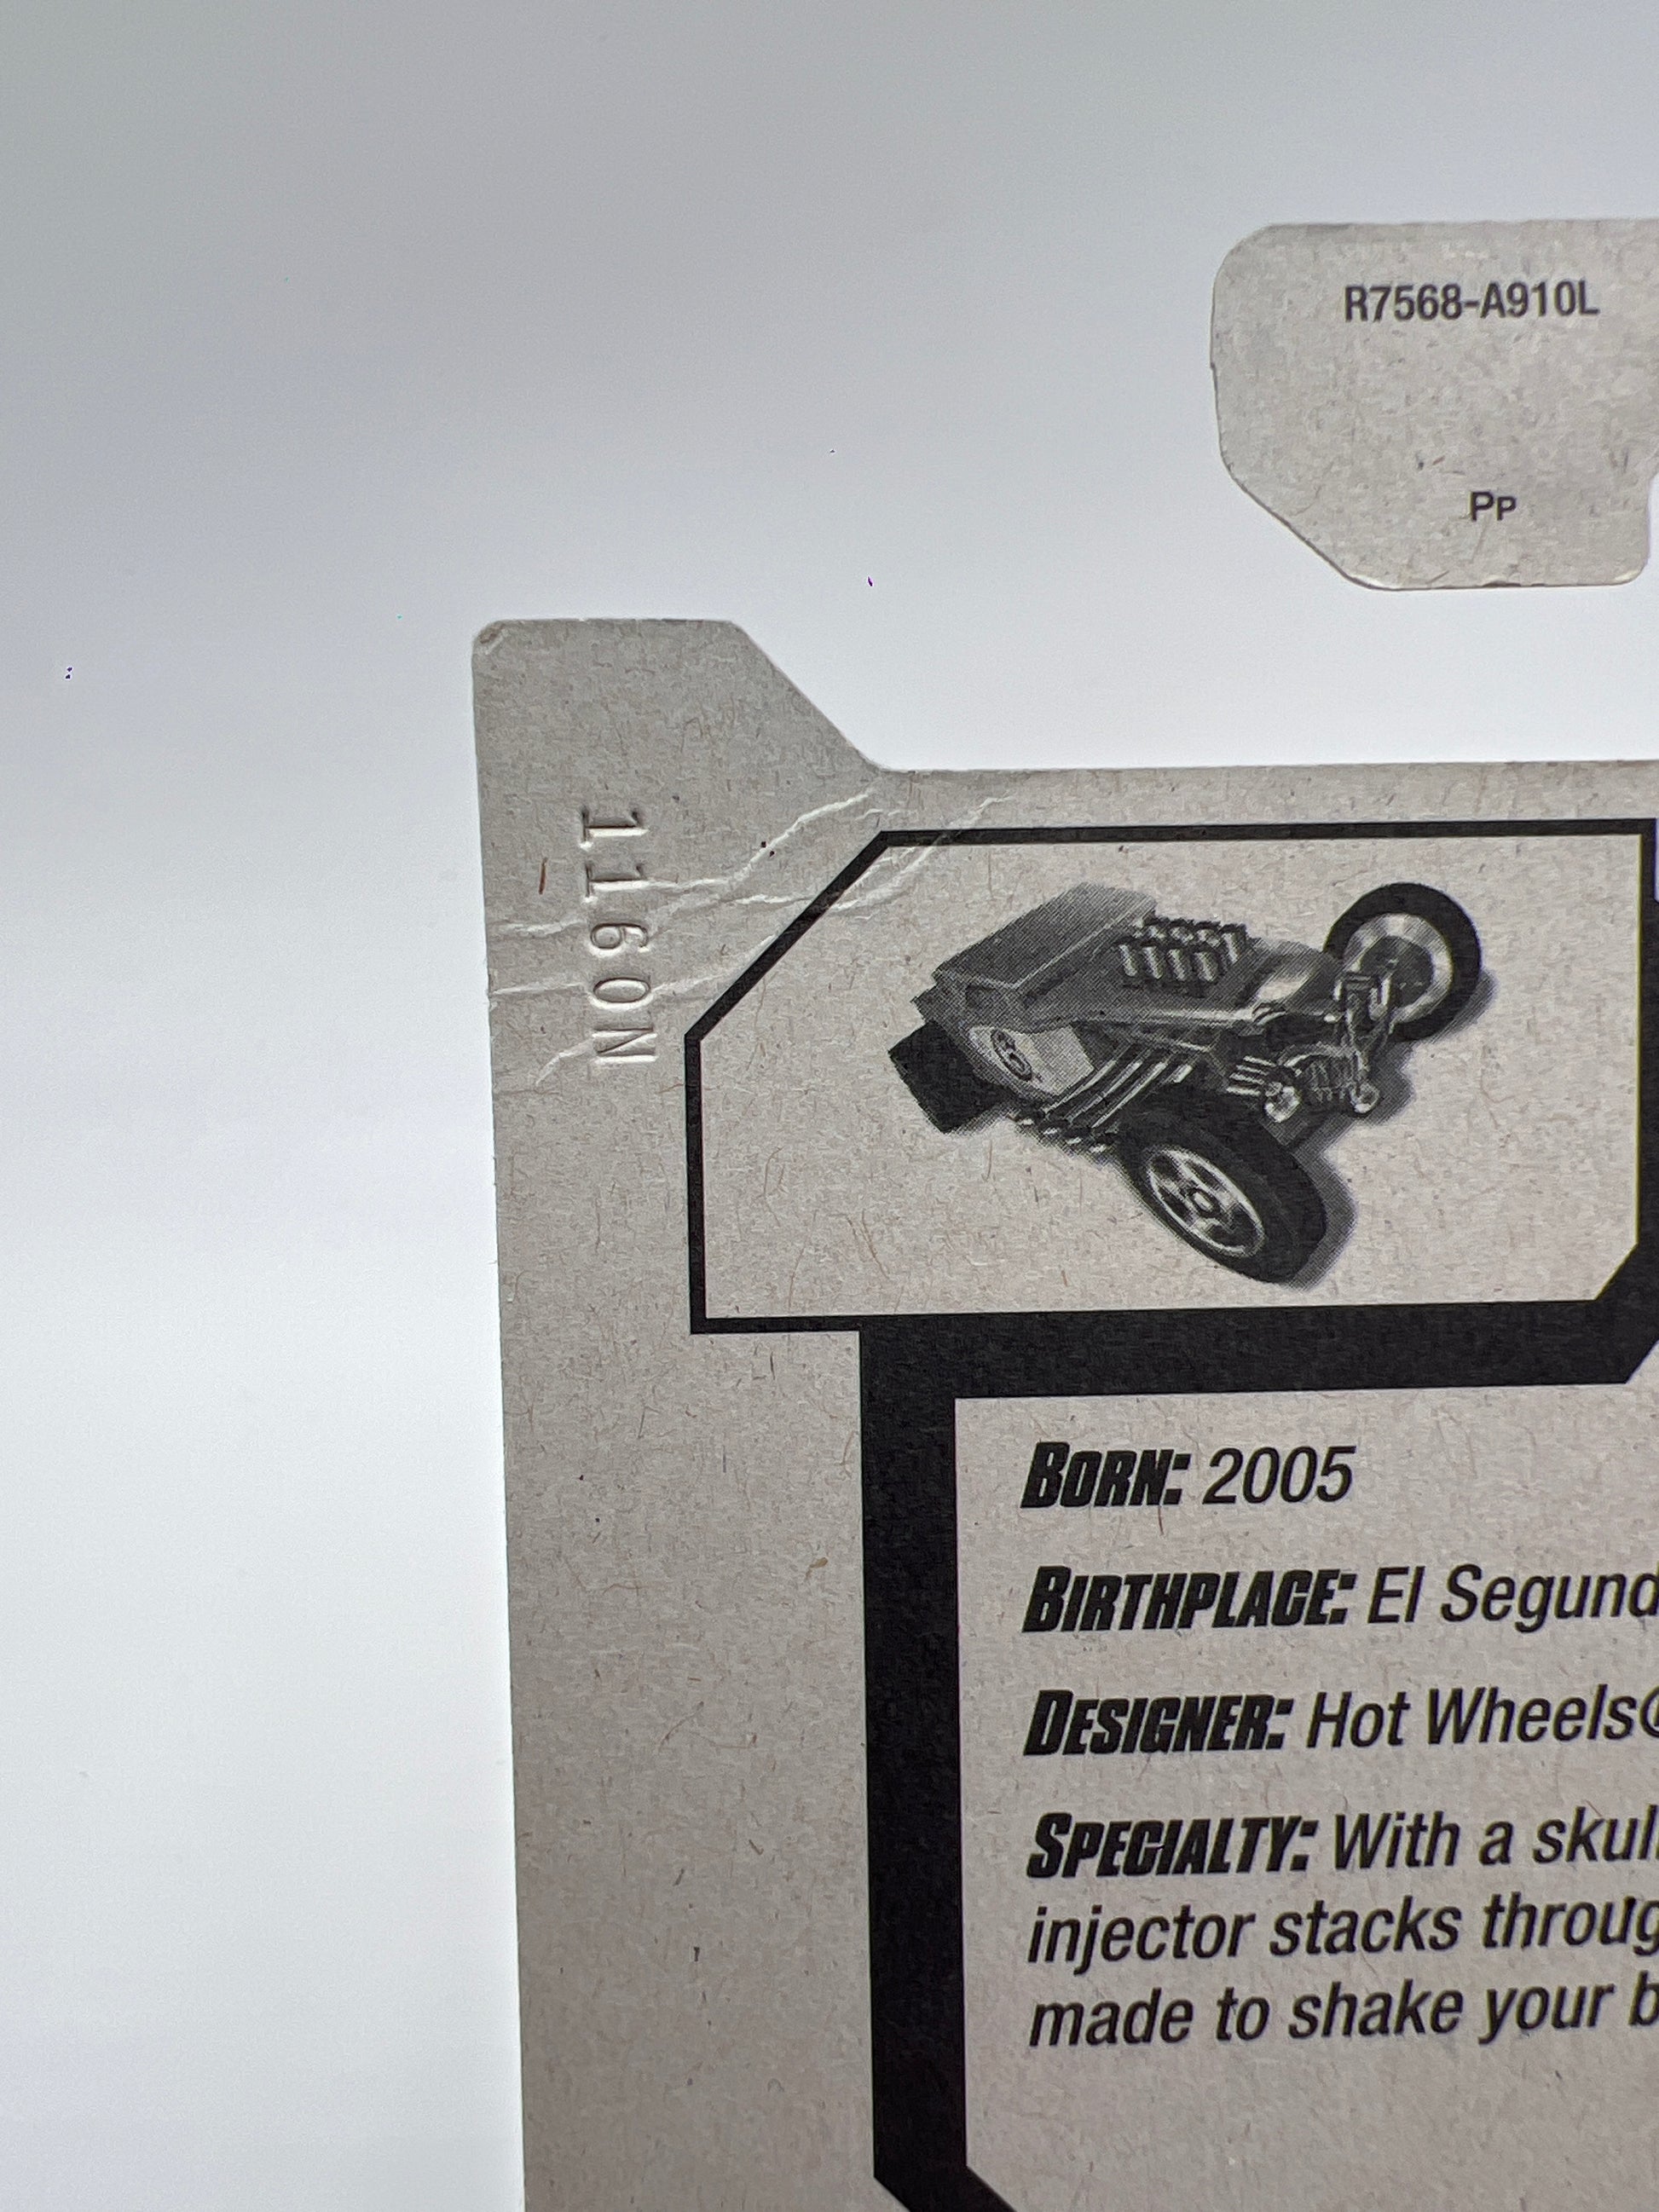 R7568-A910L
PP
1160N
BORN: 2005
BIRTHPLACE: El Segund
DESIGNER: Hot Wheels®
SPECIALTY: With a skul
injector stacks throug
made to shake your b